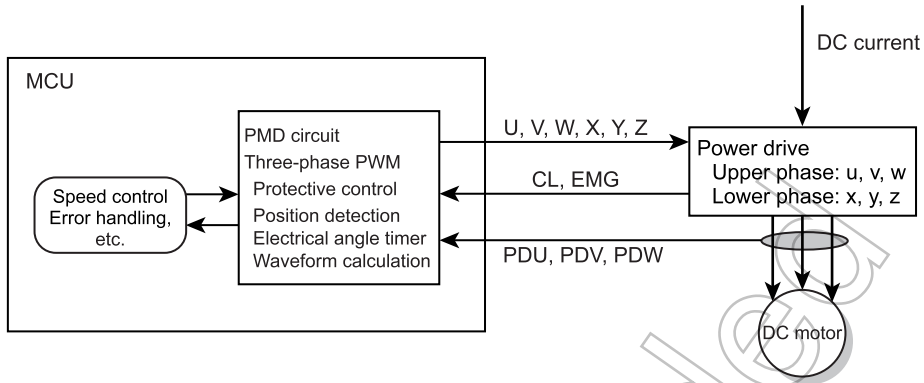 DC current
MCU
PMD circuit
Three-phase PWM
Protective control
Position detection
Electrical angle timer
Waveform calculation
Speed control
Error handling,
etc.
U, V, W, X, Y, Z
CL, EMG
PDU, PDV, PDW
Power drive
Upper phase: u, v, w
Lower phase: x, y, z
DC motor